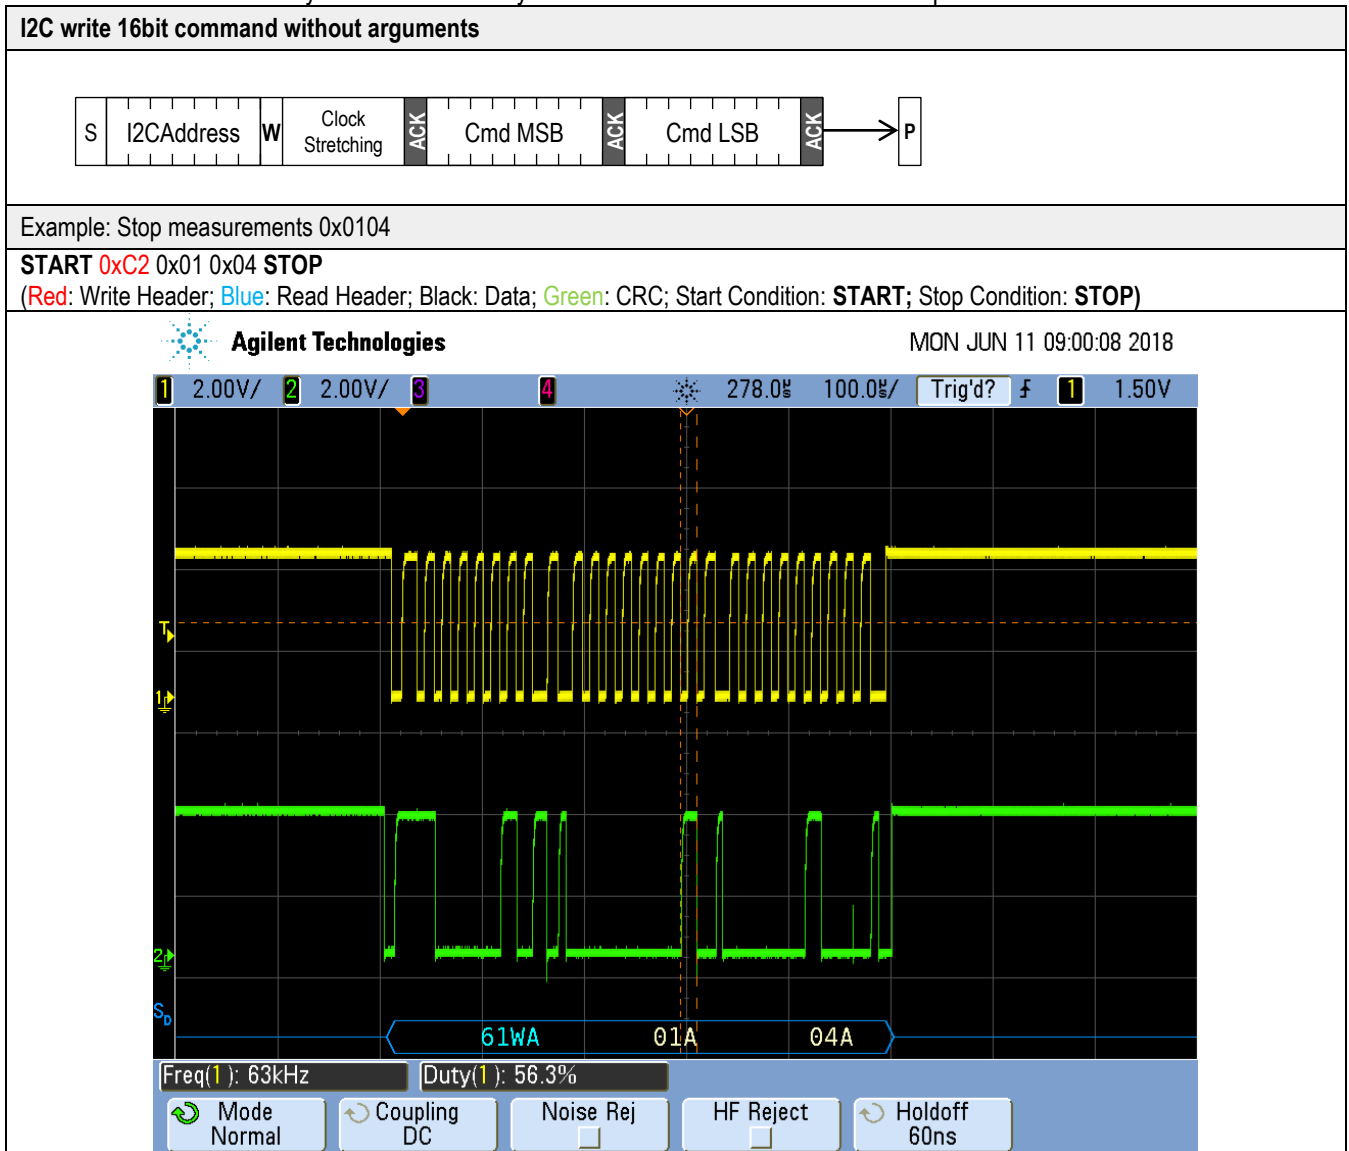 I2C write 16bit command without arguments
S I2CAddress W Clock Stretching ACK Cmd MSB ACK Cmd LSB ACK P
Example: Stop measurements 0x0104
START 0xC2 0x01 0x04 STOP
(Red: Write Header; Blue: Read Header; Black: Data; Green: CRC; Start Condition: START; Stop Condition: STOP)
Agilent Technologies MON JUN 11 09:00:08 2018
1 2.00V/ 2 2.00V/ 3 4 278.0µs 100.0µs/ Trig'd? 1 1.50V
T
1
2
SD
61WA 01A 04A
Freq(1): 63kHz Duty(1): 56.3%
Mode Coupling Noise Rej HF Reject Holdoff
Normal DC 60ns